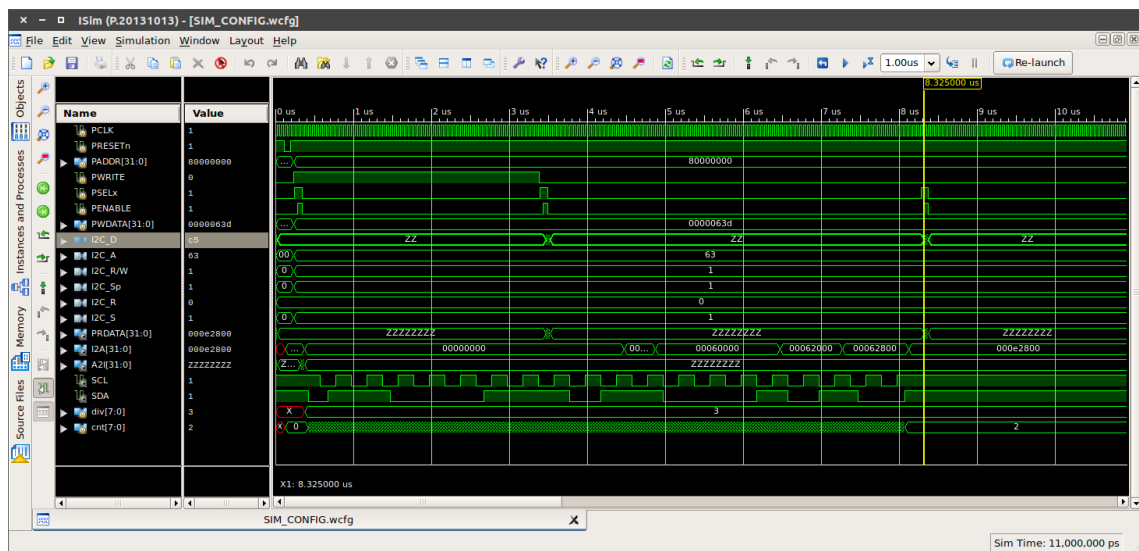 ISim (P.20131013) - [SIM_CONFIG.wcfg]
File Edit View Simulation Window Layout Help
1.00us Re-launch
8.325000 us
Name Value
0 us 1 us 2 us 3 us 4 us 5 us 6 us 7 us 8 us 9 us 10 us
PCLK 1
PRESETn 1
PADDR[31:0] 80000000 ... 80000000
PWRITE 0
PSELx 1
PENABLE 1
PWDATA[31:0] 0000063d ... 0000063d
I2C_D c5 ZZ ZZ ZZ
I2C_A 63 00 63
I2C_R/W 1 0 1
I2C_Sp 1 0 1
I2C_R 0 0
I2C_S 1 0 1
PRDATA[31:0] 000e2800 ZZZZZZZZ ZZZZZZZZ ZZZZZZZZ
I2A[31:0] 000e2800 ... 00000000 00... 00060000 00062000 00062800 000e2800
A2I[31:0] ZZZZZZZZ Z... ZZZZZZZZ
SCL 1
SDA 1
div[7:0] 3 X 3
cnt[7:0] 2 X 0 2
X1: 8.325000 us
SIM_CONFIG.wcfg
Sim Time: 11,000,000 ps
Objects
Instances and Processes
Memory
Source Files